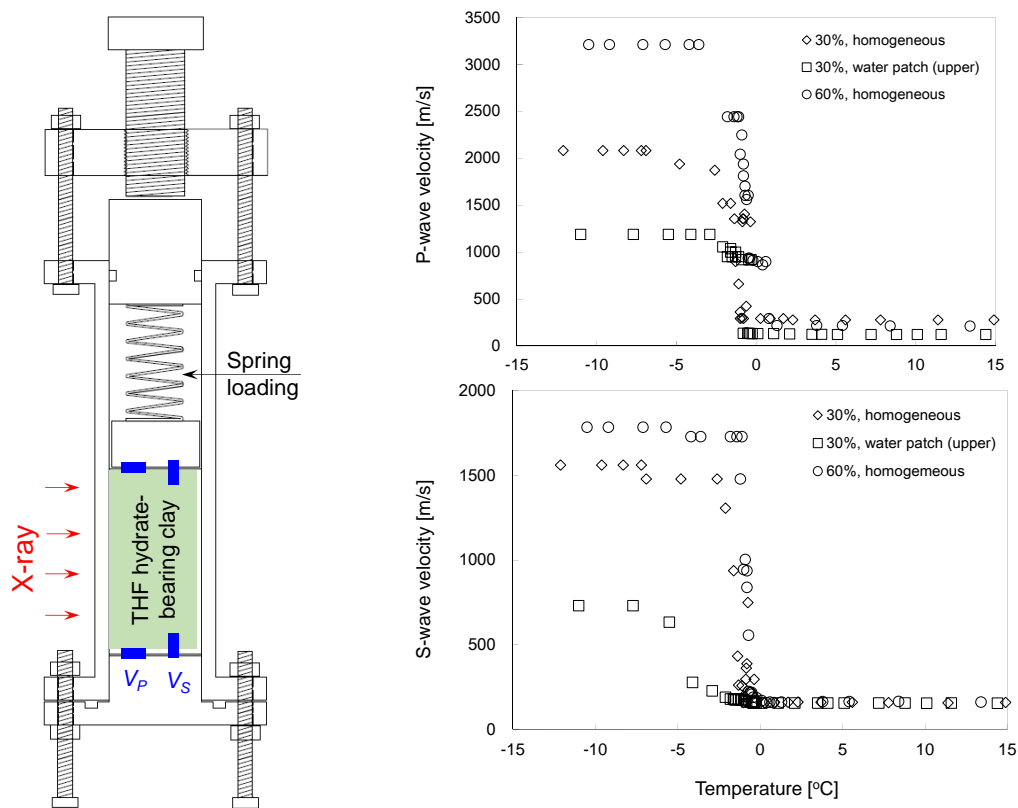 Spring
loading
X-ray
THF hydrate-
bearing clay
VP
VS
P-wave velocity [m/s]
3500
3000
2500
2000
1500
1000
500
0
-15
-10
-5
0
5
10
15
30%, homogeneous
30%, water patch (upper)
60%, homogeneous
S-wave velocity [m/s]
2000
1500
1000
500
0
-15
-10
-5
0
5
10
15
30%, homogeneous
30%, water patch (upper)
60%, homogemeous
Temperature [oC]